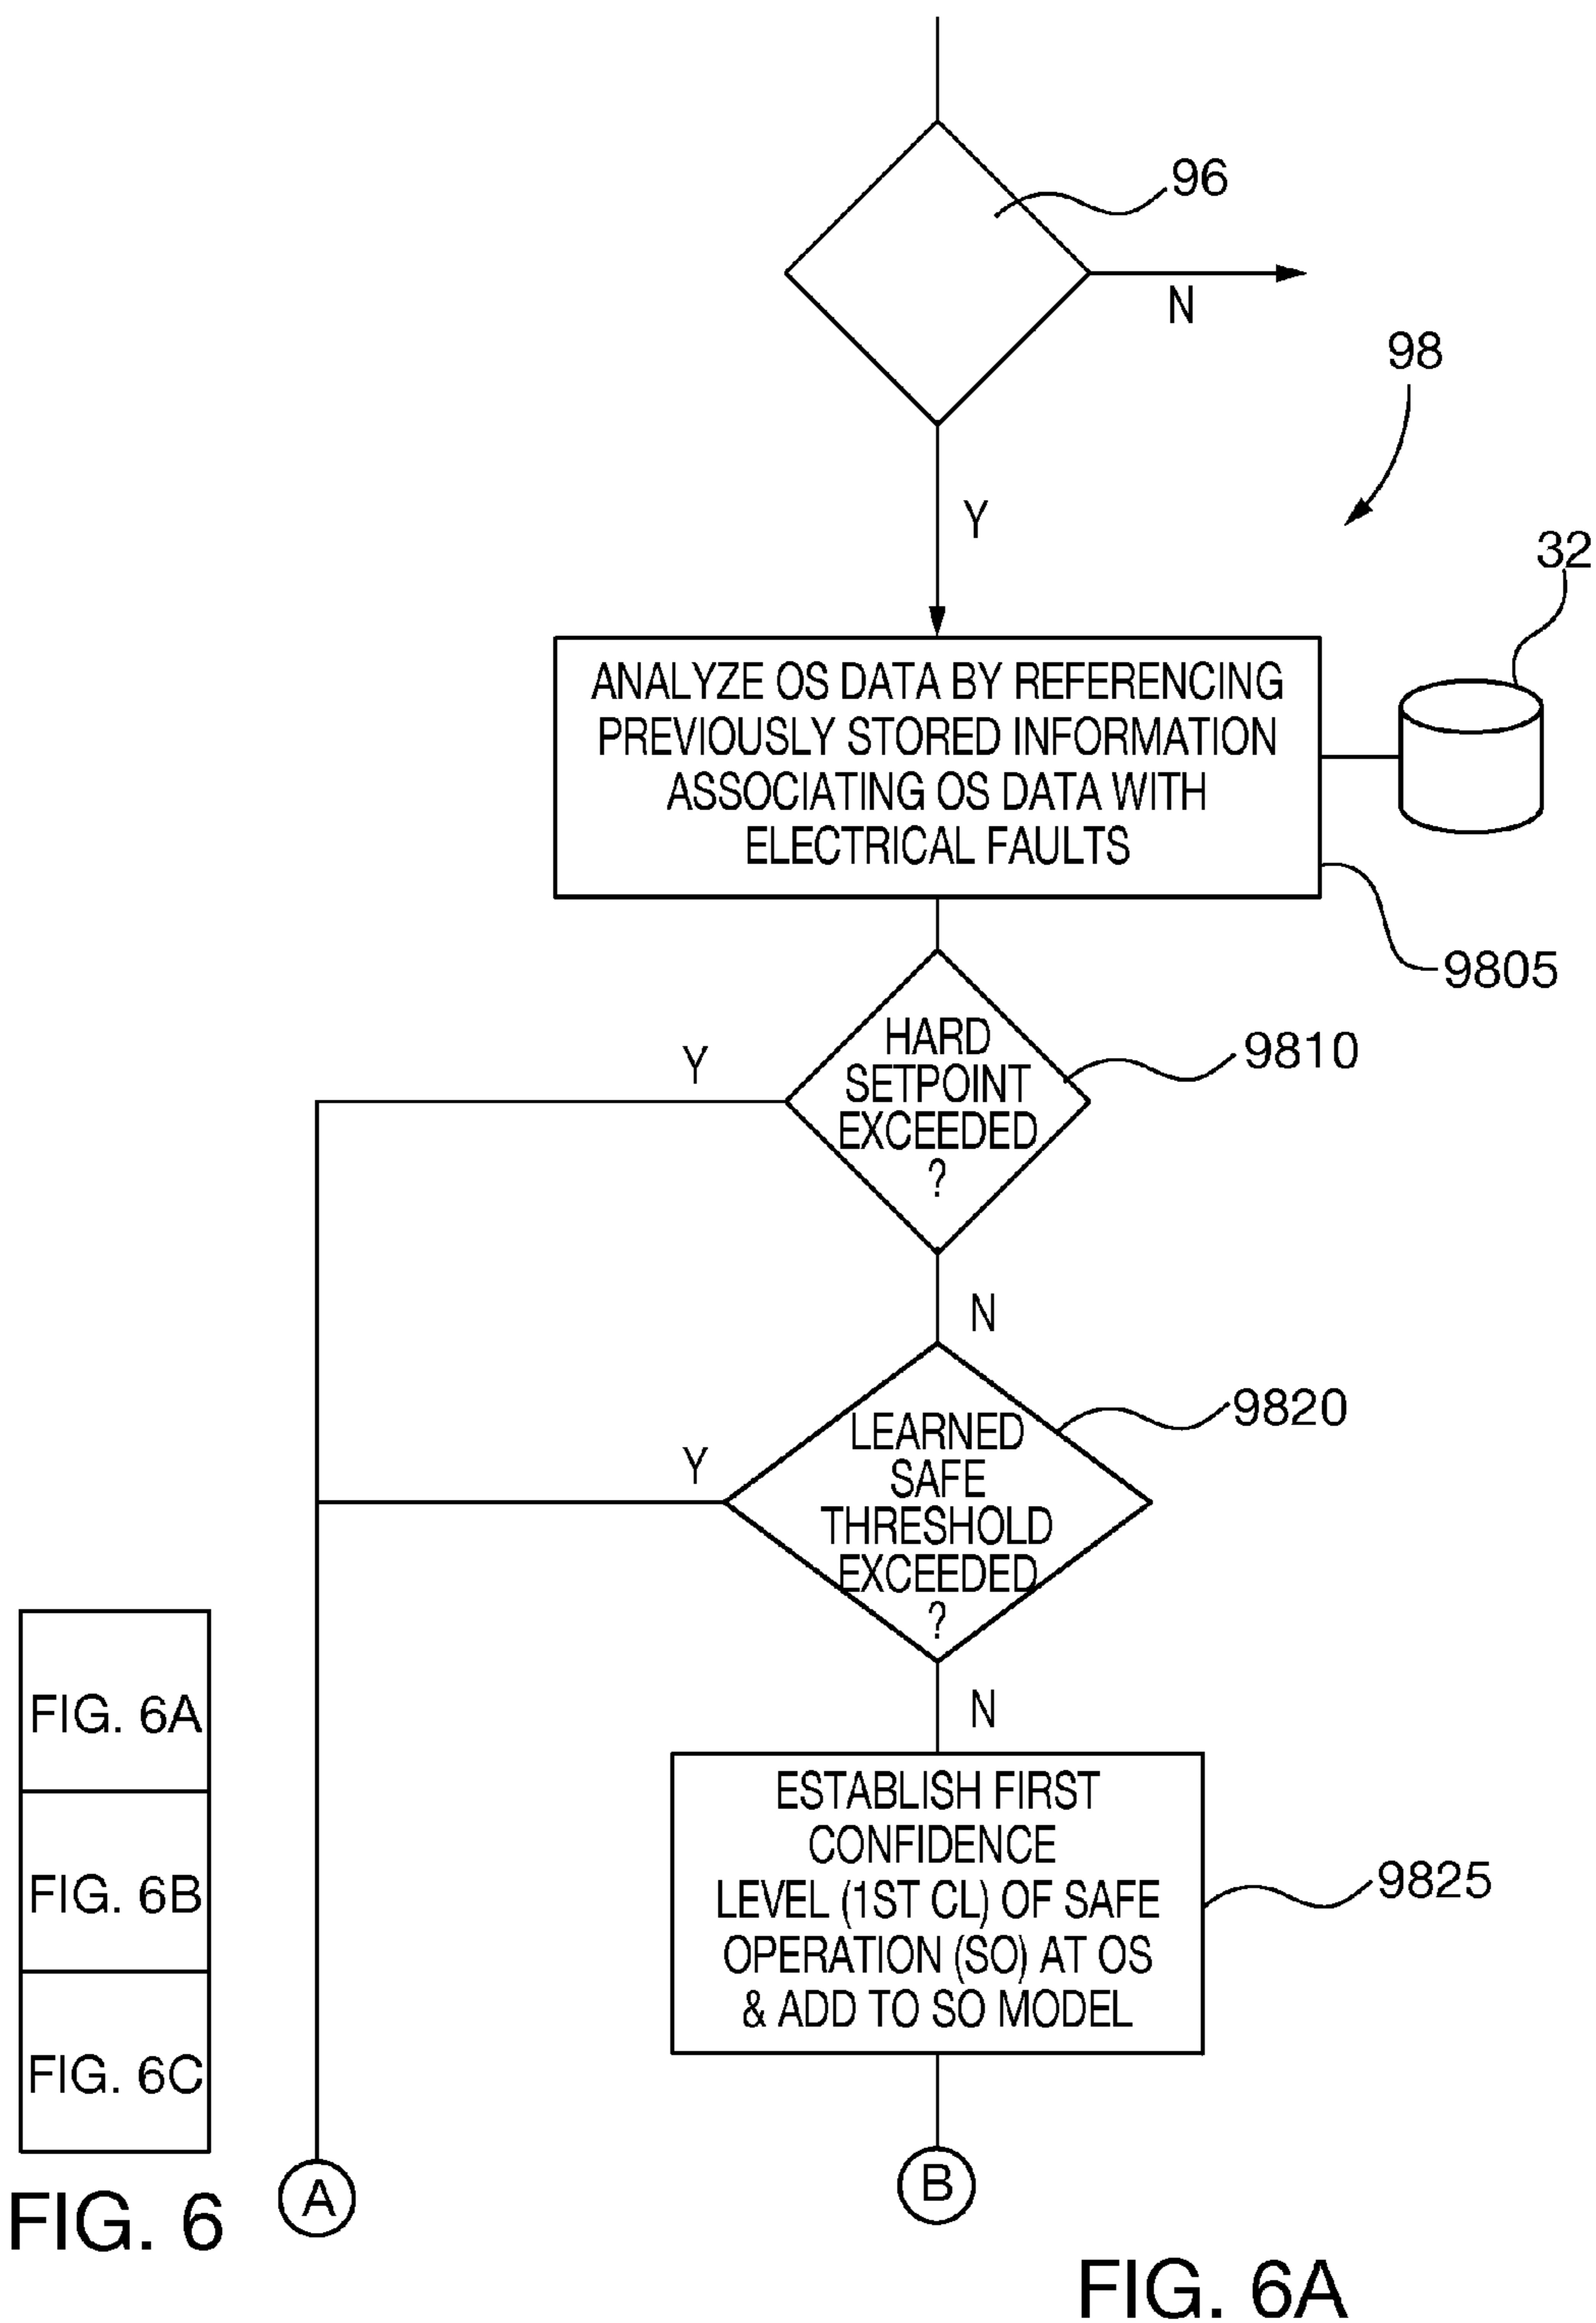 96
N
98
Y
32
ANALYZE OS DATA BY REFERENCING
PREVIOUSLY STORED INFORMATION
ASSOCIATING OS DATA WITH
ELECTRICAL FAULTS
9805
HARD
SETPOINT
EXCEEDED
?
9810
Y
N
LEARNED
SAFE
THRESHOLD
EXCEEDED
?
9820
Y
N
ESTABLISH FIRST
CONFIDENCE
LEVEL (1ST CL) OF SAFE
OPERATION (SO) AT OS
& ADD TO SO MODEL
9825
FIG. 6A
FIG. 6B
FIG. 6C
FIG. 6
A
B
FIG. 6A